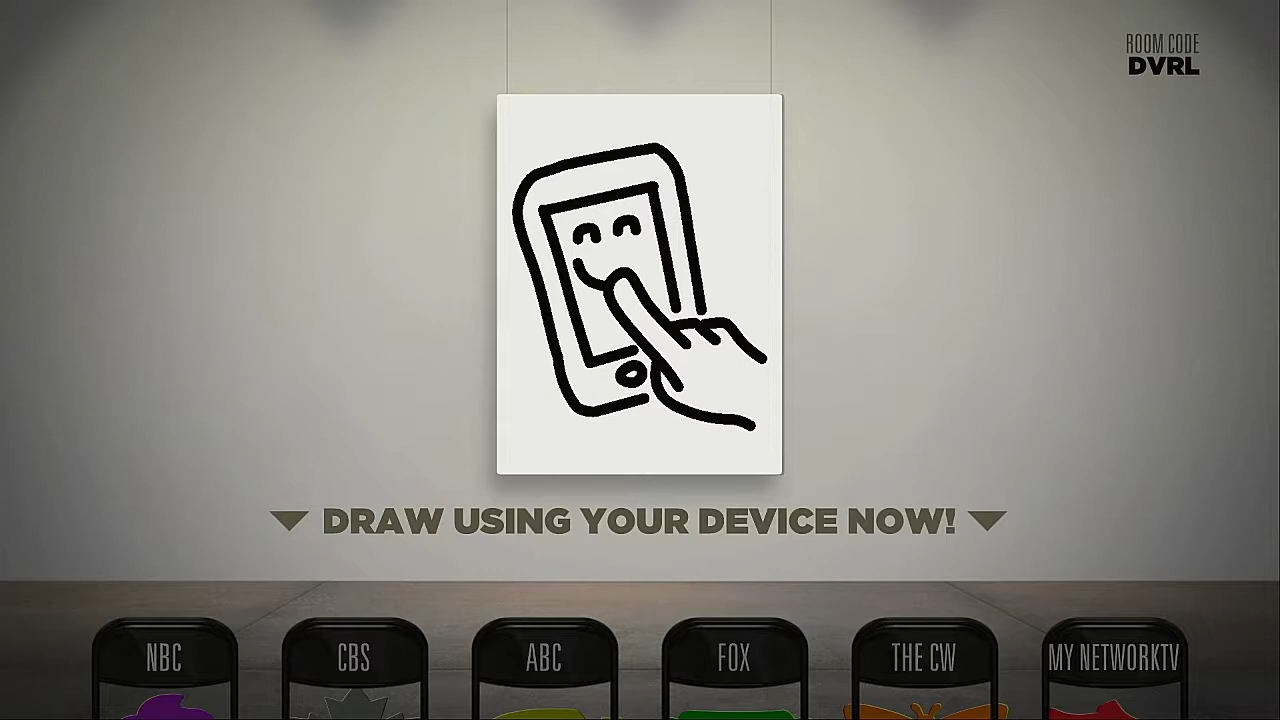 ROOM CODE
DVRL
DRAW USING YOUR DEVICE NOW!
NBC
CBS
ABC
FOX
THE CW
MY NETWORKTV